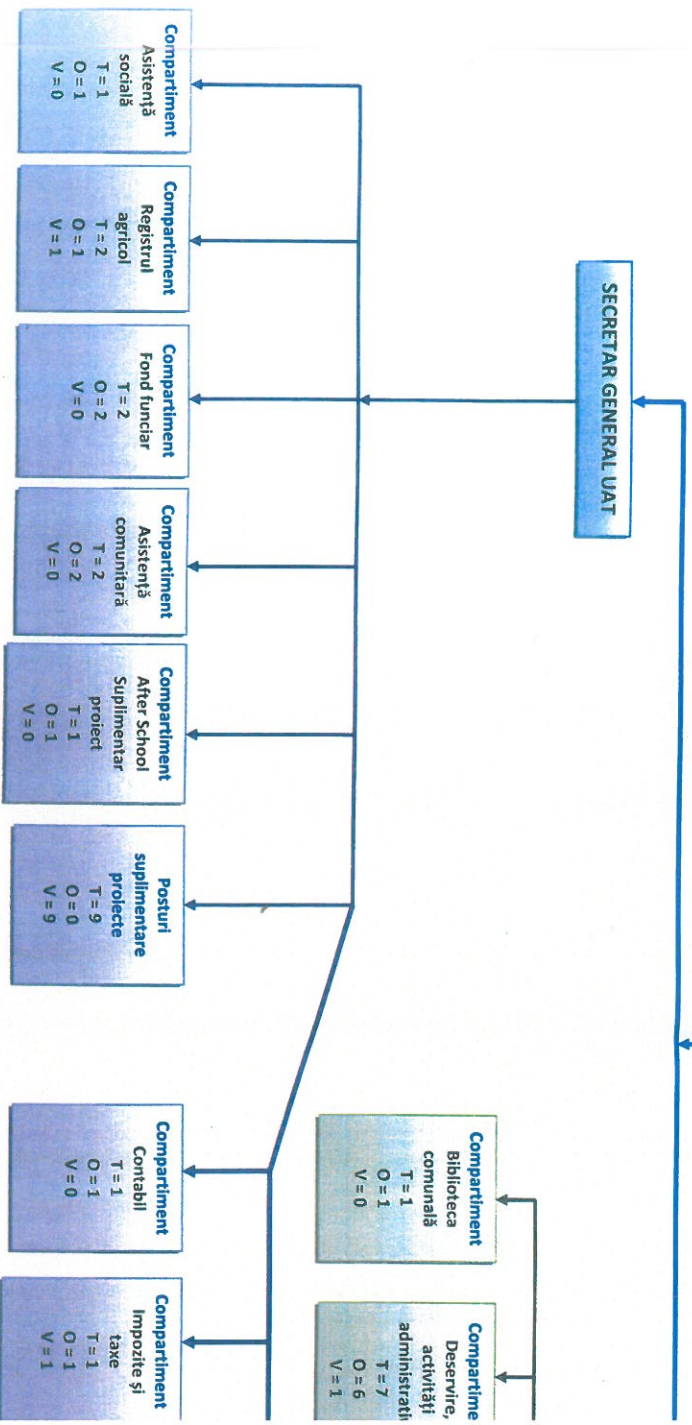 SECRETAR GENERAL UAT
Compartiment
Asistență
socială
T = 1
O = 1
V = 0
Compartiment
Registrul
agricol
T = 2
O = 1
V = 1
Compartiment
Fond funciar
T = 2
O = 2
V = 0
Compartiment
Asistență
comunitară
T = 2
O = 2
V = 0
Compartiment
After School
Suplimentar
proiect
T = 1
O = 1
V = 0
Posturi
suplimentare
proiecte
T = 9
O = 0
V = 9
Compartiment
Biblioteca
comunală
T = 1
O = 1
V = 0
Compartime
Deservire,
activități
administrati
T = 7
O = 6
V = 1
Compartiment
Contabil
T = 1
O = 1
V = 0
Compartiment
Impozite și
taxe
T = 1
O = 1
V = 1